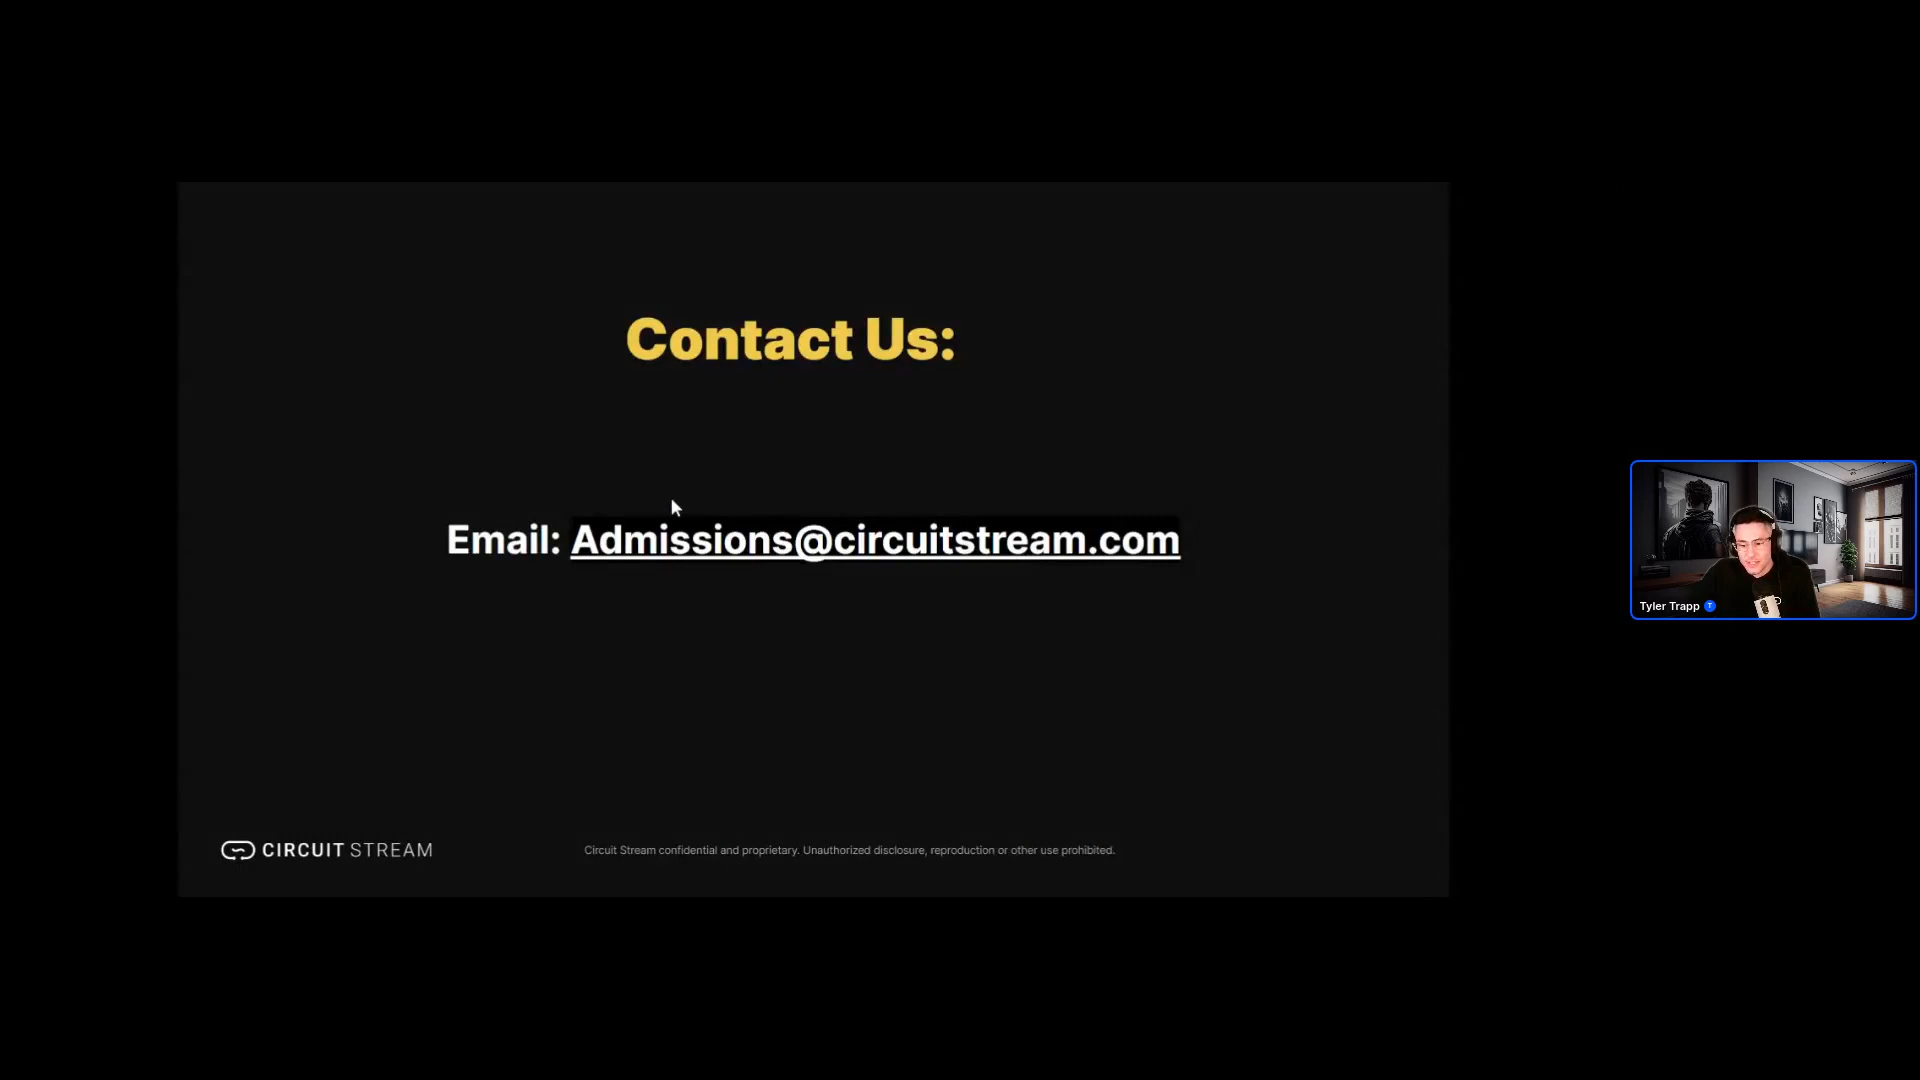 Contact Us:
Email: Admissions@circuitstream.com
Tyler Trapp T
CIRCUIT STREAM
Circuit Stream confidential and proprietary. Unauthorized disclosure, reproduction or other use prohibited.